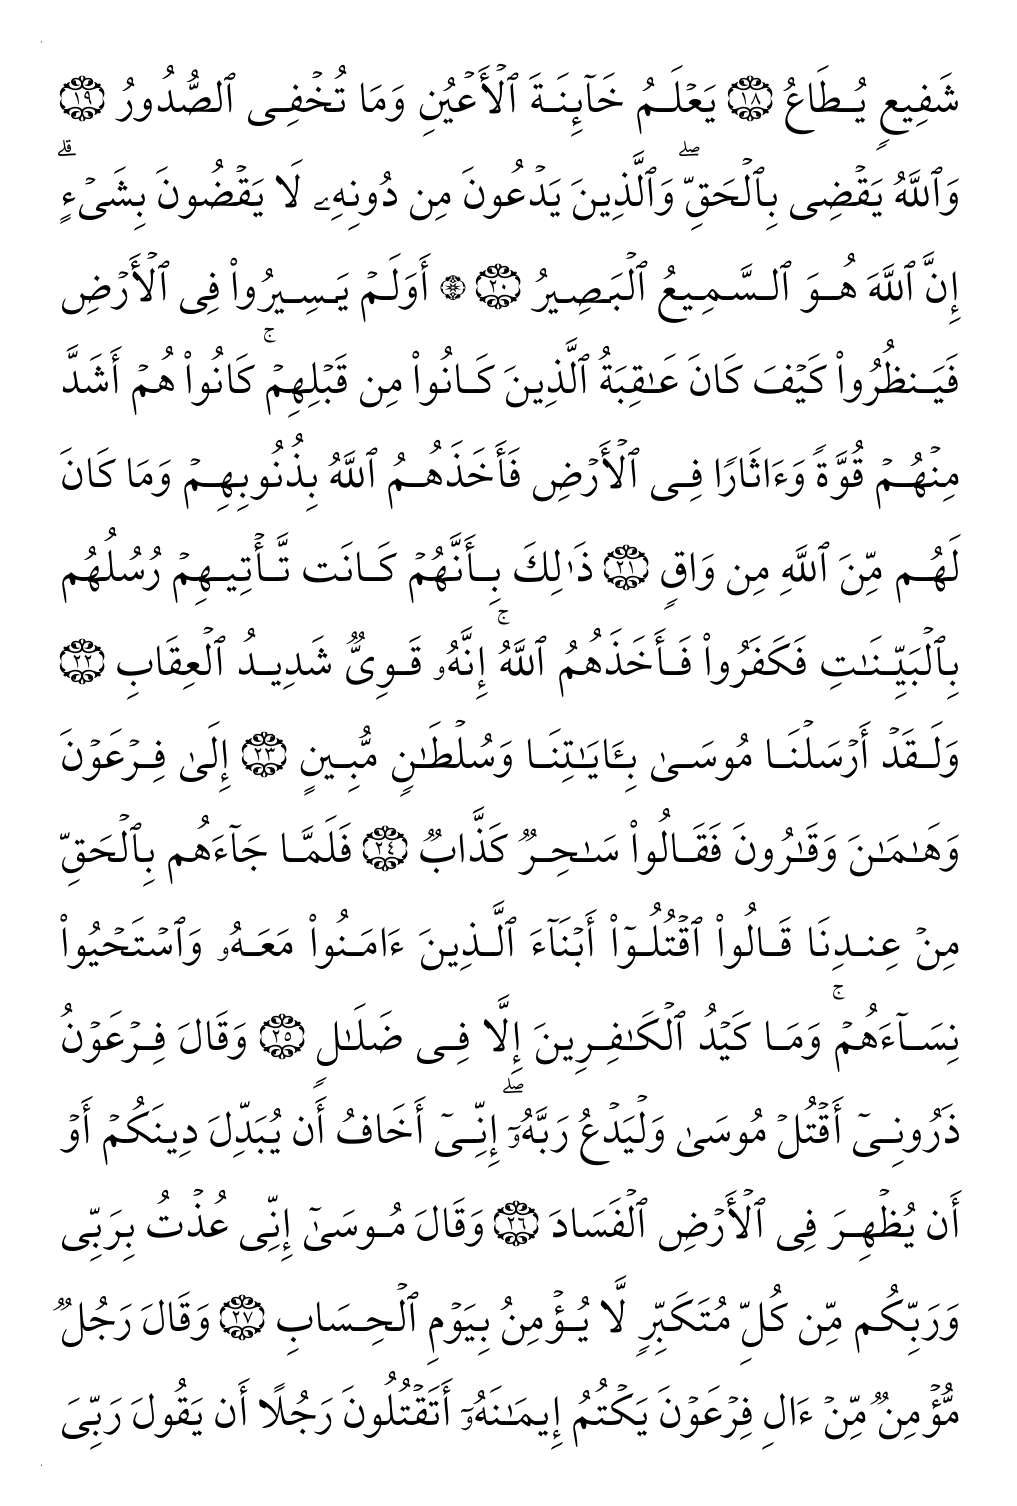 شَفِيعٍ يُطَاعُ ١٨ يَعْلَمُ خَآئِنَةَ ٱلْأَعْيُنِ وَمَا تُخْفِى ٱلصُّدُورُ ١٩
وَٱللَّهُ يَقْضِى بِٱلْحَقِّ ۖ وَٱلَّذِينَ يَدْعُونَ مِن دُونِهِۦ لَا يَقْضُونَ بِشَىْءٍ ۗ
إِنَّ ٱللَّهَ هُوَ ٱلسَّمِيعُ ٱلْبَصِيرُ ٢٠ ۞ أَوَلَمْ يَسِيرُوا۟ فِى ٱلْأَرْضِ
فَيَنظُرُوا۟ كَيْفَ كَانَ عَـٰقِبَةُ ٱلَّذِينَ كَانُوا۟ مِن قَبْلِهِمْ ۚ كَانُوا۟ هُمْ أَشَدَّ
مِنْهُمْ قُوَّةً وَءَاثَارًا فِى ٱلْأَرْضِ فَأَخَذَهُمُ ٱللَّهُ بِذُنُوبِهِمْ وَمَا كَانَ
لَهُم مِّنَ ٱللَّهِ مِن وَاقٍ ٢١ ذَٰلِكَ بِأَنَّهُمْ كَانَت تَّأْتِيهِمْ رُسُلُهُم
بِٱلْبَيِّنَـٰتِ فَكَفَرُوا۟ فَأَخَذَهُمُ ٱللَّهُ ۚ إِنَّهُۥ قَوِىٌّ شَدِيدُ ٱلْعِقَابِ ٢٢
وَلَقَدْ أَرْسَلْنَا مُوسَىٰ بِـَٔايَـٰتِنَا وَسُلْطَـٰنٍ مُّبِينٍ ٢٣ إِلَىٰ فِرْعَوْنَ
وَهَـٰمَـٰنَ وَقَـٰرُونَ فَقَالُوا۟ سَـٰحِرٌ كَذَّابٌ ٢٤ فَلَمَّا جَآءَهُم بِٱلْحَقِّ
مِنْ عِندِنَا قَالُوا۟ ٱقْتُلُوٓا۟ أَبْنَآءَ ٱلَّذِينَ ءَامَنُوا۟ مَعَهُۥ وَٱسْتَحْيُوا۟
نِسَآءَهُمْ ۚ وَمَا كَيْدُ ٱلْكَـٰفِرِينَ إِلَّا فِى ضَلَـٰلٍ ٢٥ وَقَالَ فِرْعَوْنُ
ذَرُونِىٓ أَقْتُلْ مُوسَىٰ وَلْيَدْعُ رَبَّهُۥٓ ۖ إِنِّىٓ أَخَافُ أَن يُبَدِّلَ دِينَكُمْ أَوْ
أَن يُظْهِرَ فِى ٱلْأَرْضِ ٱلْفَسَادَ ٢٦ وَقَالَ مُوسَىٰٓ إِنِّى عُذْتُ بِرَبِّى
وَرَبِّكُم مِّن كُلِّ مُتَكَبِّرٍ لَّا يُؤْمِنُ بِيَوْمِ ٱلْحِسَابِ ٢٧ وَقَالَ رَجُلٌ
مُّؤْمِنٌ مِّنْ ءَالِ فِرْعَوْنَ يَكْتُمُ إِيمَـٰنَهُۥٓ أَتَقْتُلُونَ رَجُلًا أَن يَقُولَ رَبِّىَ